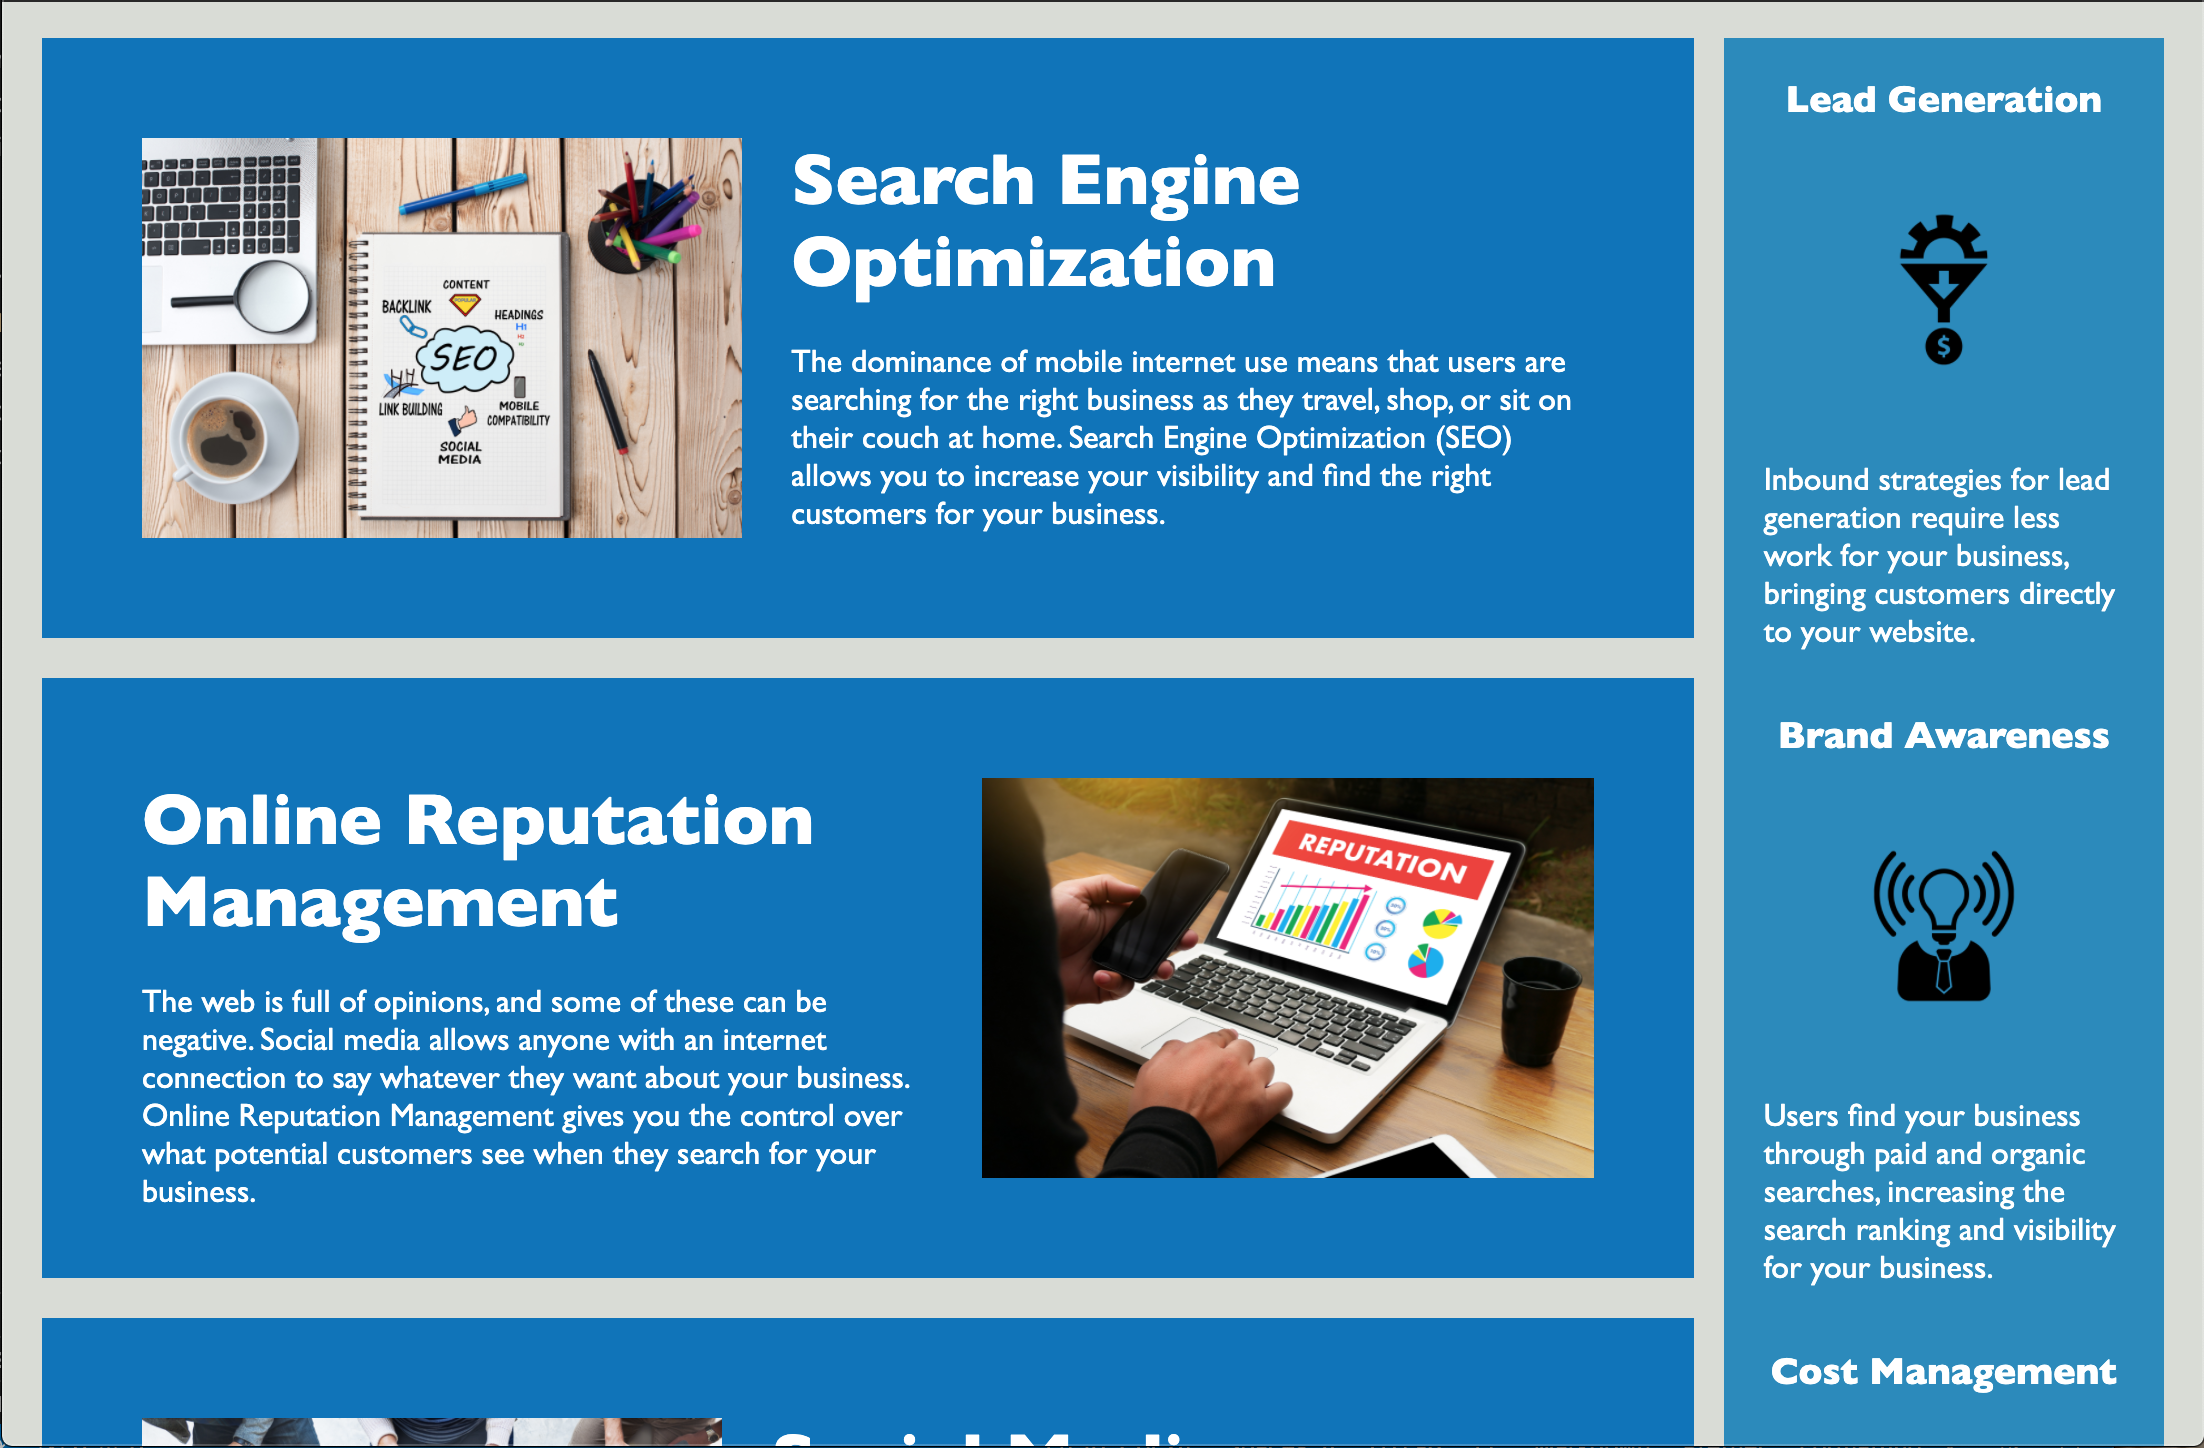 Search Engine
Optimization
The dominance of mobile internet use means that users are
searching for the right business as they travel, shop, or sit on
their couch at home. Search Engine Optimization (SEO)
allows you to increase your visibility and find the right
customers for your business.
CONTENT
POPULAR
BACKLINK
HEADINGS
H1
H2
SEO
LINK BUILDING
MOBILE
COMPATIBILITY
SOCIAL
MEDIA
Online Reputation
Management
The web is full of opinions, and some of these can be
negative. Social media allows anyone with an internet
connection to say whatever they want about your business.
Online Reputation Management gives you the control over
what potential customers see when they search for your
business.
REPUTATION
Lead Generation
$
Inbound strategies for lead
generation require less
work for your business,
bringing customers directly
to your website.
Brand Awareness
Users find your business
through paid and organic
searches, increasing the
search ranking and visibility
for your business.
Cost Management